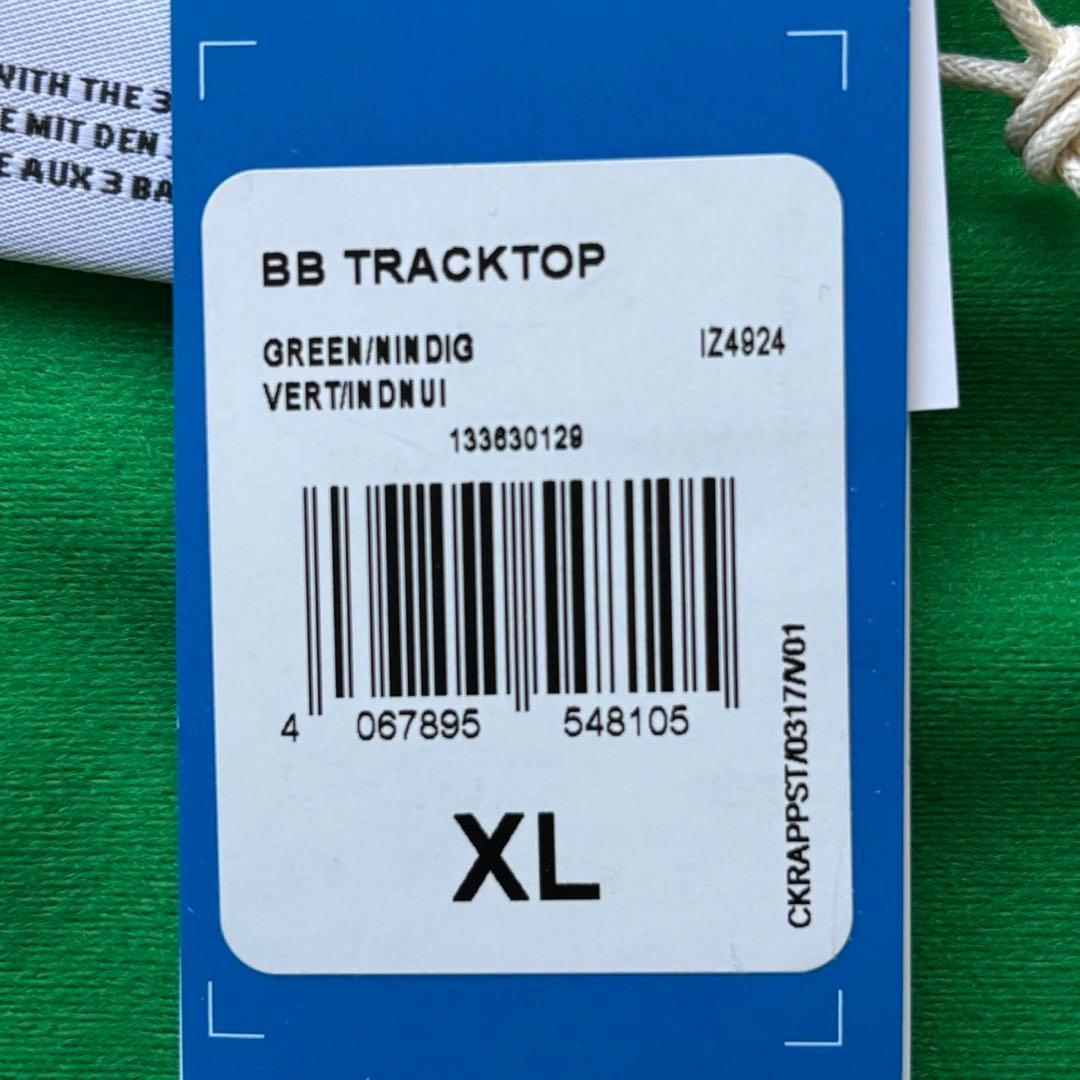 WITH THE 3
E MIT DEN
E AUX 3 BA
BB TRACKTOP
GREEN/NINDIG
IZ4924
VERT/INDNUI
133630129
4 067895 548105
XL
CKRAPPST/0317/V01